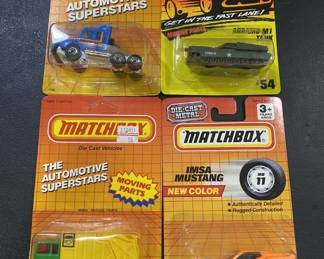 AUTOMOTIVE
SUPERSTARS
GET IN THE FAST LANE!
ABRAMS M1
TANK
54
MATCHBOX
Die Cast Vehicles
THE
AUTOMOTIVE
SUPERSTARS
MOVING
PARTS
DIE-CAST
METAL
3+
MATCHBOX
IMSA
MUSTANG
NEW COLOR
MB
11
• Authentically Detailed
• Rugged Construction